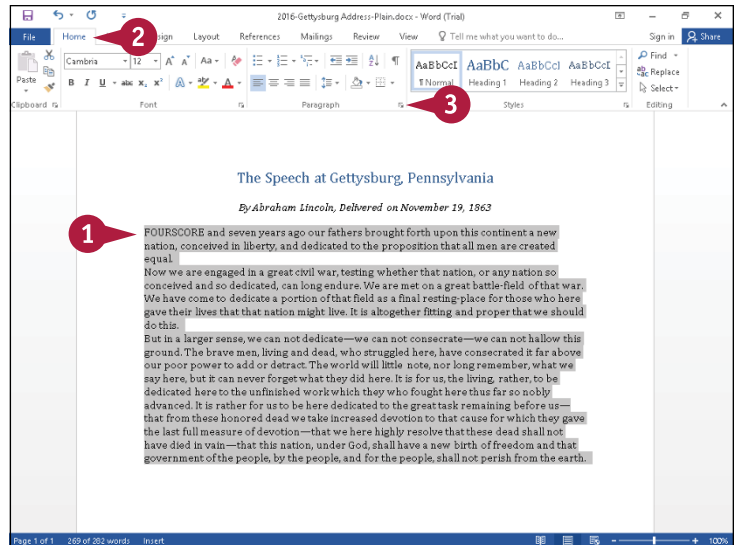 2016-Gettysburg Address-Plain.docx - Word (Trial)
File Home sign Layout References Mailings Review View Tell me what you want to do... Sign in Share
2
Paste
Cambria 12 A A Aa
B I U abc X₂ X² A ab A
¶
AaBbCcI AaBbC AaBbCcI AaBbCcI
¶ Normal Heading 1 Heading 2 Heading 3
Find
Replace
Select
Clipboard Font Paragraph Styles Editing
3
The Speech at Gettysburg, Pennsylvania
By Abraham Lincoln, Delivered on November 19, 1863
1
FOURSCORE and seven years ago our fathers brought forth upon this continent a new
nation, conceived in liberty, and dedicated to the proposition that all men are created
equal.
Now we are engaged in a great civil war, testing whether that nation, or any nation so
conceived and so dedicated, can long endure. We are met on a great battle-field of that war.
We have come to dedicate a portion of that field as a final resting-place for those who here
gave their lives that that nation might live. It is altogether fitting and proper that we should
do this.
But in a larger sense, we can not dedicate—we can not consecrate—we can not hallow this
ground. The brave men, living and dead, who struggled here, have consecrated it far above
our poor power to add or detract. The world will little note, nor long remember, what we
say here, but it can never forget what they did here. It is for us, the living, rather, to be
dedicated here to the unfinished work which they who fought here thus far so nobly
advanced. It is rather for us to be here dedicated to the great task remaining before us—
that from these honored dead we take increased devotion to that cause for which they gave
the last full measure of devotion—that we here highly resolve that these dead shall not
have died in vain—that this nation, under God, shall have a new birth of freedom and that
government of the people, by the people, and for the people, shall not perish from the earth.
Page 1 of 1 269 of 282 words Insert 100%